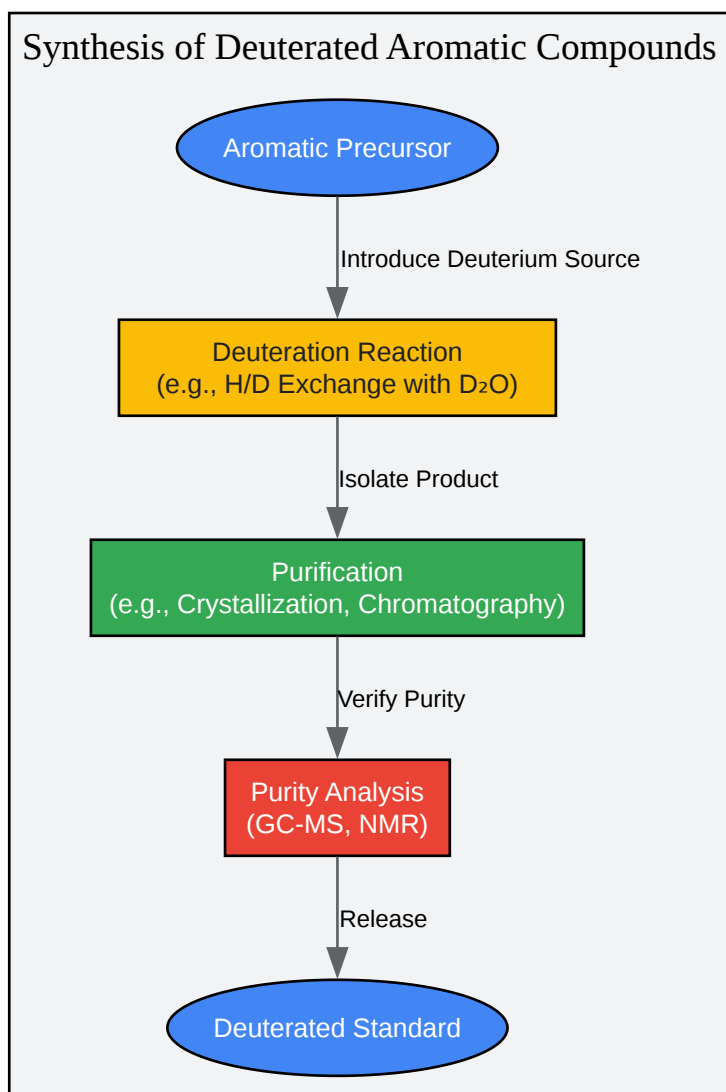 Synthesis of Deuterated Aromatic Compounds
Aromatic Precursor
Introduce Deuterium Source
Deuteration Reaction
(e.g., H/D Exchange with D₂O)
Isolate Product
Purification
(e.g., Crystallization, Chromatography)
Verify Purity
Purity Analysis
(GC-MS, NMR)
Release
Deuterated Standard